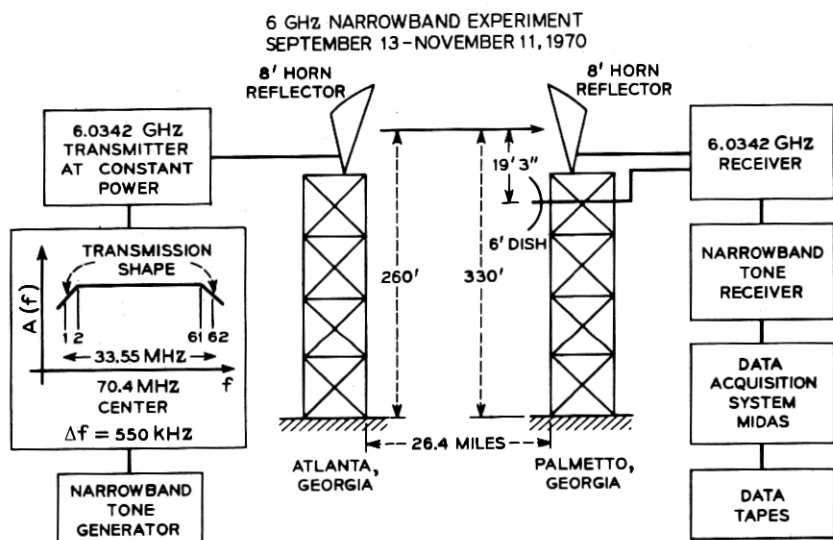 6 GHz NARROWBAND EXPERIMENT
SEPTEMBER 13-NOVEMBER 11, 1970
8' HORN
REFLECTOR
8' HORN
REFLECTOR
6.0342 GHz
TRANSMITTER
AT CONSTANT
POWER
TRANSMISSION
SHAPE
A(f)
1 2
61 62
33.55 MHz
f
70.4 MHz
CENTER
Δf = 550 kHz
NARROWBAND
TONE
GENERATOR
260'
330'
19' 3"
6' DISH
26.4 MILES
ATLANTA,
GEORGIA
PALMETTO,
GEORGIA
6.0342 GHz
RECEIVER
NARROWBAND
TONE
RECEIVER
DATA
ACQUISITION
SYSTEM
MIDAS
DATA
TAPES